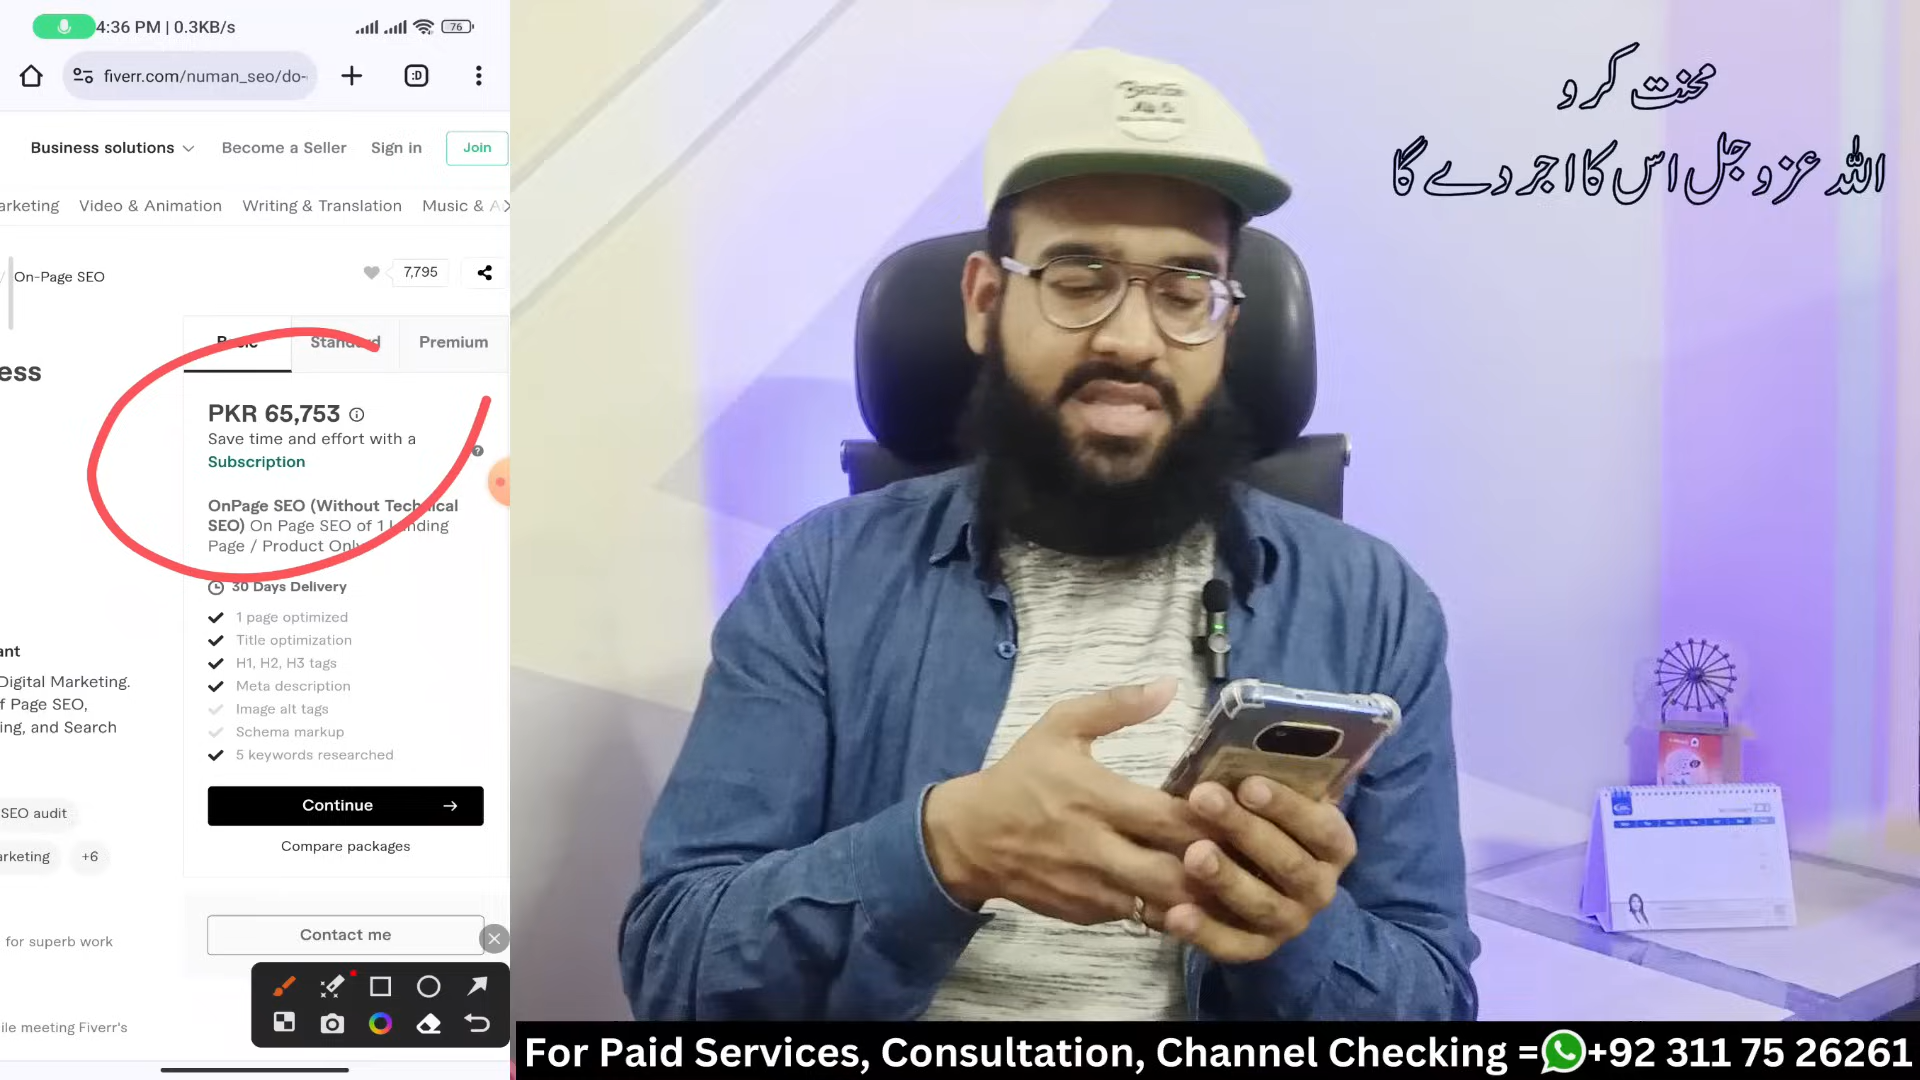 4:36 PM | 0.3KB/s
76
fiverr.com/numan_seo/do-
:D
Business solutions
Become a Seller
Sign in
Join
arketing
Video & Animation
Writing & Translation
Music & A
/ On-Page SEO
7,795
Standard
Premium
ess
PKR 65,753
Save time and effort with a
Subscription
OnPage SEO (Without Technical
SEO) On Page SEO of 1 Landing
Page / Product Only
30 Days Delivery
1 page optimized
Title optimization
H1, H2, H3 tags
Meta description
Image alt tags
Schema markup
5 keywords researched
Continue
Compare packages
Contact me
ant
Digital Marketing.
f Page SEO,
ing, and Search
SEO audit
arketing
+6
for superb work
ile meeting Fiverr's
محنت کرو
اللہ عزوجل اس کا اجر دے گا
For Paid Services, Consultation, Channel Checking = +92 311 75 26261